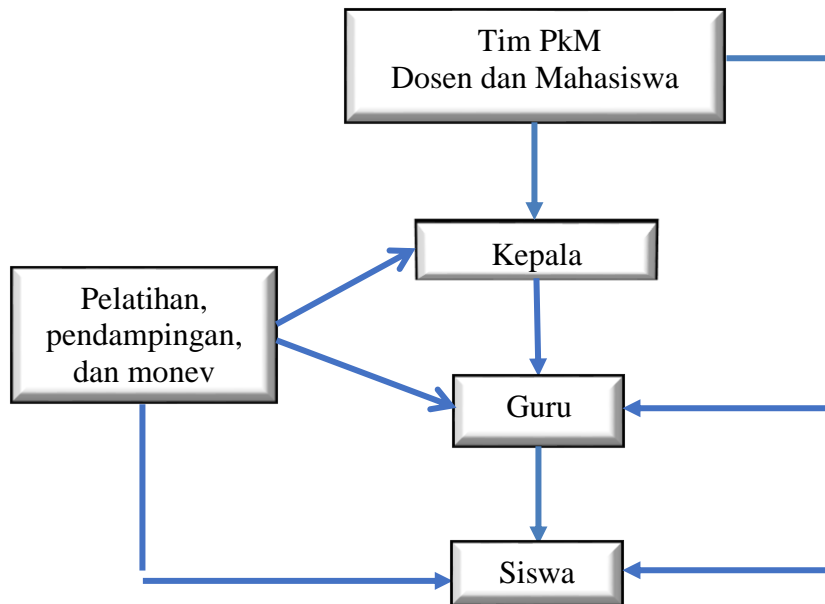 Tim PkM
Dosen dan Mahasiswa
Kepala
Pelatihan,
pendampingan,
dan monev
Guru
Siswa